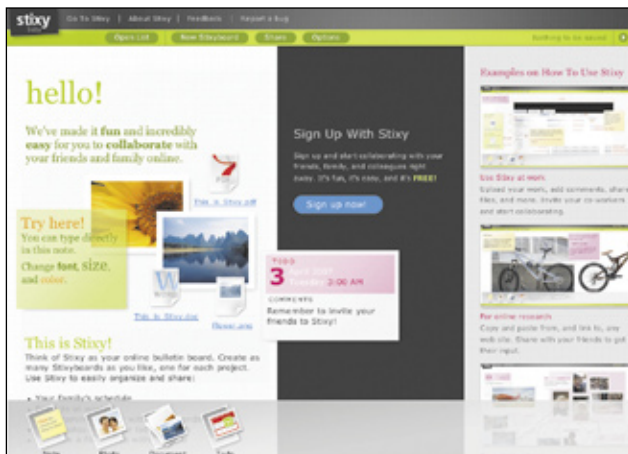 stixy
beta
Go To Stixy | About Stixy | Feedback | Report a bug
Open List New Stixyboard Share Options
Nothing to be saved
hello!
We've made it fun and incredibly
easy for you to collaborate with
your friends and family online.
This is Stixy.pdf
Try here!
You can type directly
in this note.
Change font, size,
and color.
This is Stixy.doc
This is Stixy!
Think of Stixy as your online bulletin board. Create as
many Stixyboards as you like, one for each project.
Use Stixy to easily organize and share:
• Your family's schedule
Sign Up With Stixy
Sign up and start collaborating with your
friends, family, and colleagues right
away. It's fun, it's easy, and it's FREE!
Sign up now!
TODO
3 April 2007
Tuesday 2:00 AM
COMMENTS
Remember to invite your
friends to Stixy!
Examples on How To Use Stixy
Use Stixy at work
Upload your work, add comments, share
files, and more. Invite your co-workers
and start collaborating.
For online research
Copy and paste from, and link to, any
web site. Share with your friends to get
their input.
Note Photo Document Todo